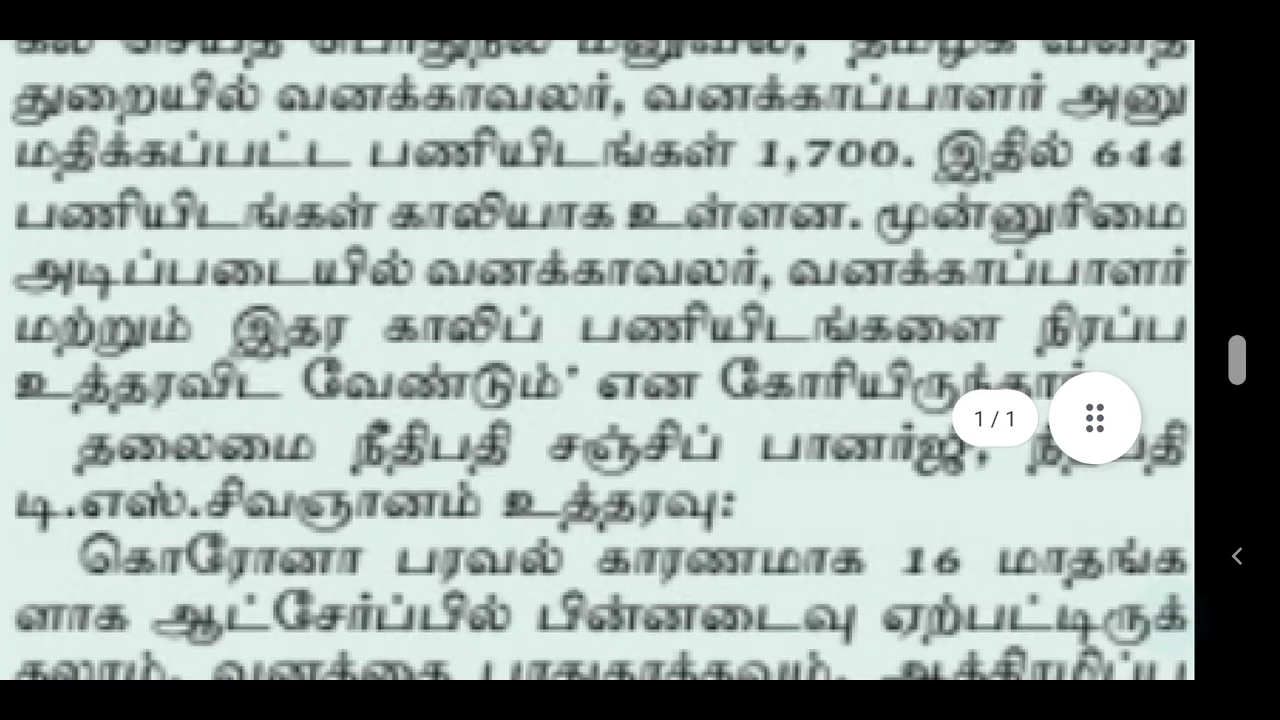 துறையில் வனக்காவலர், வனக்காப்பாளர் அனு
மதிக்கப்பட்ட பணியிடங்கள் 1,700. இதில் 644
பணியிடங்கள் காலியாக உள்ளன. முன்னுரிமை
அடிப்படையில் வனக்காவலர், வனக்காப்பாளர்
மற்றும் இதர காலிப் பணியிடங்களை நிரப்ப
உத்தரவிட வேண்டும்' என கோரியிருந்தார்.
தலைமை நீதிபதி சஞ்சிப் பானர்ஜி, நீதிபதி
டி.எஸ்.சிவஞானம் உத்தரவு:
கொரோனா பரவல் காரணமாக 16 மாதங்க
ளாக ஆட்சேர்ப்பில் பின்னடைவு ஏற்பட்டிருக்
1 / 1